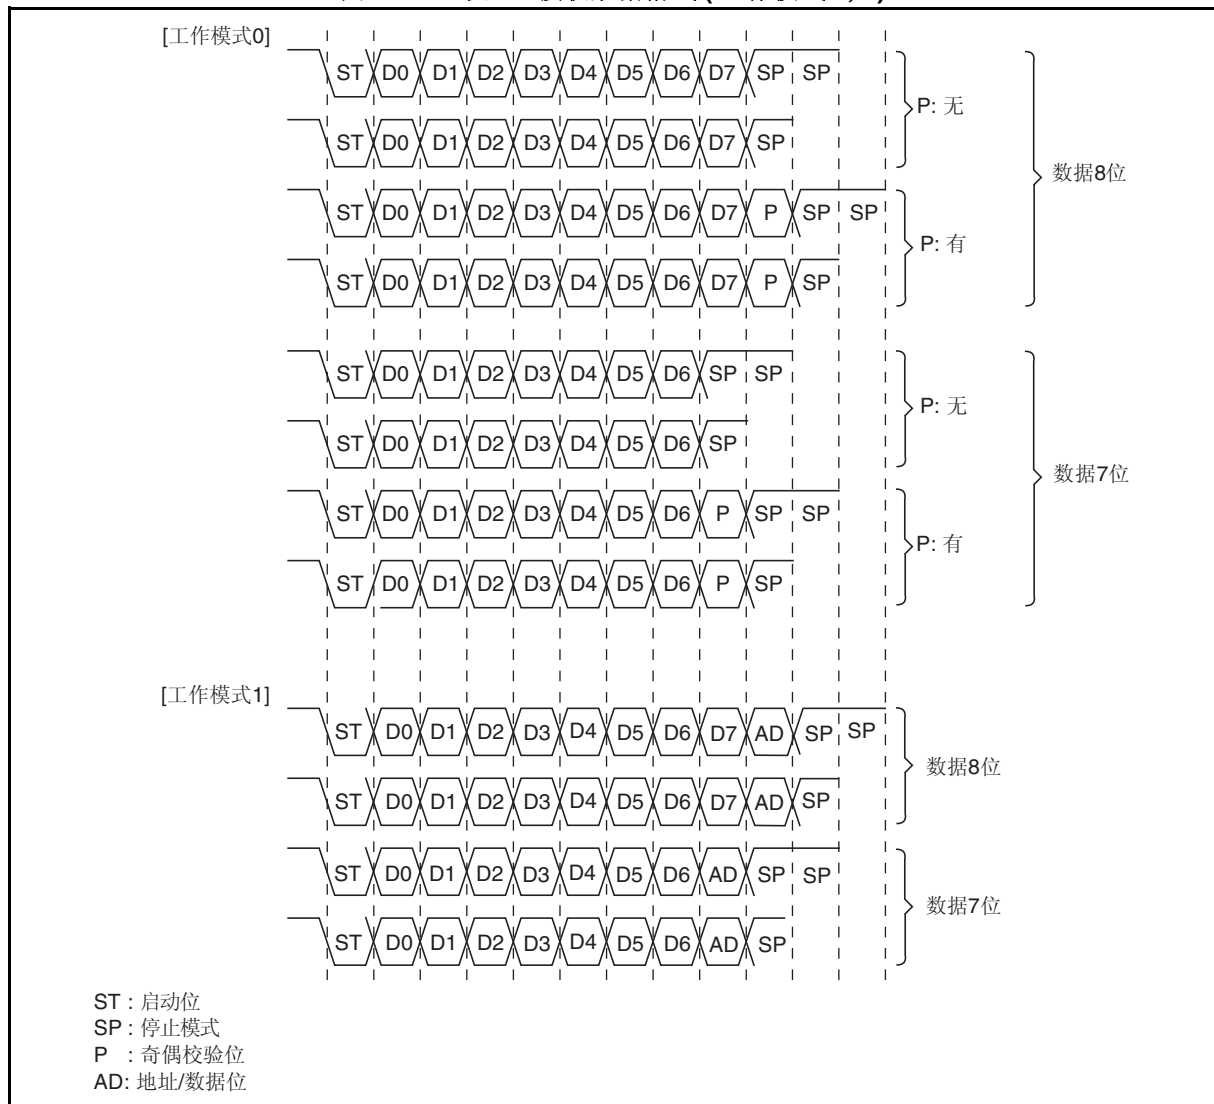 [工作模式0]
ST D0 D1 D2 D3 D4 D5 D6 D7 SP SP
P: 无
ST D0 D1 D2 D3 D4 D5 D6 D7 SP
数据8位
ST D0 D1 D2 D3 D4 D5 D6 D7 P SP SP
P: 有
ST D0 D1 D2 D3 D4 D5 D6 D7 P SP
ST D0 D1 D2 D3 D4 D5 D6 SP SP
P: 无
ST D0 D1 D2 D3 D4 D5 D6 SP
数据7位
ST D0 D1 D2 D3 D4 D5 D6 P SP SP
P: 有
ST D0 D1 D2 D3 D4 D5 D6 P SP
[工作模式1]
ST D0 D1 D2 D3 D4 D5 D6 D7 AD SP SP
数据8位
ST D0 D1 D2 D3 D4 D5 D6 D7 AD SP
ST D0 D1 D2 D3 D4 D5 D6 AD SP SP
数据7位
ST D0 D1 D2 D3 D4 D5 D6 AD SP
ST : 启动位
SP : 停止模式
P : 奇偶校验位
AD: 地址/数据位